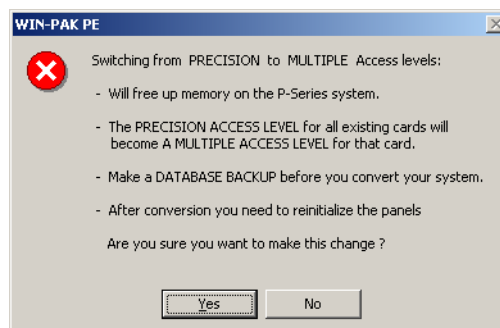 WIN-PAK PE
Switching from PRECISION to MULTIPLE Access levels:
- Will free up memory on the P-Series system.
- The PRECISION ACCESS LEVEL for all existing cards will
become A MULTIPLE ACCESS LEVEL for that card.
- Make a DATABASE BACKUP before you convert your system.
- After conversion you need to reinitialize the panels
Are you sure you want to make this change ?
Yes No